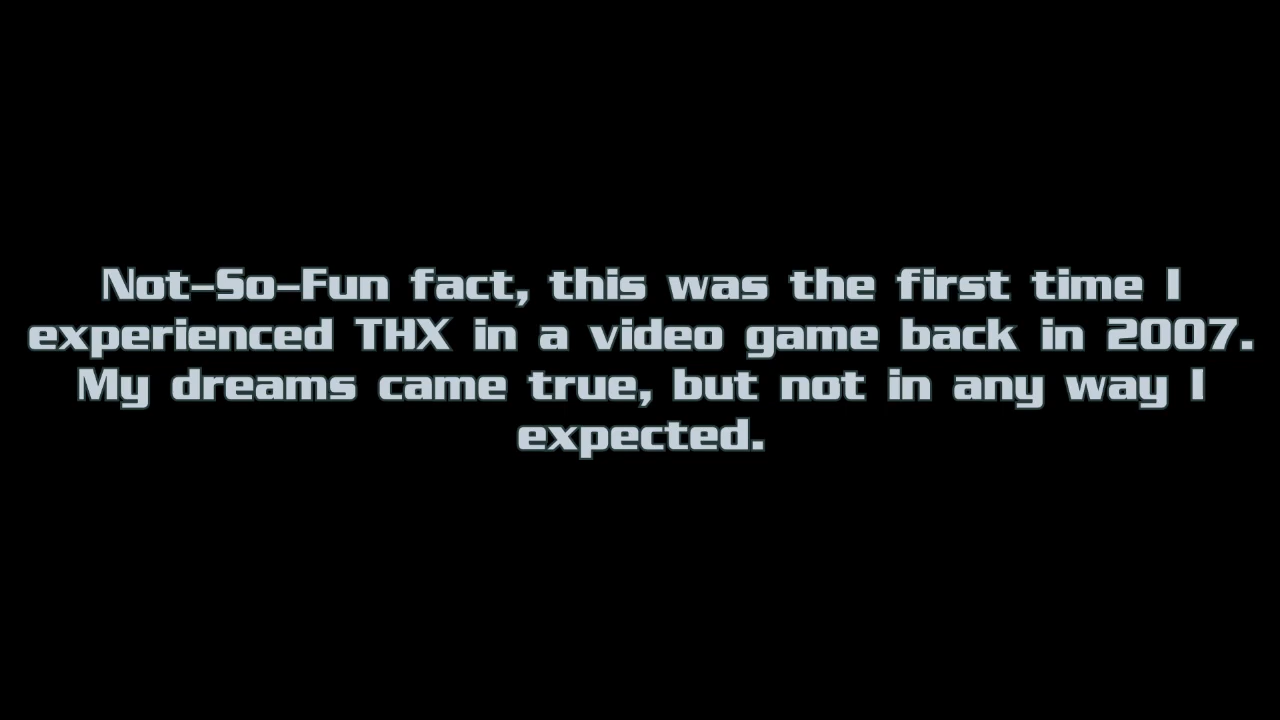 Not-So-Fun fact, this was the first time I
experienced THX in a video game back in 2007.
My dreams came true, but not in any way I
expected.